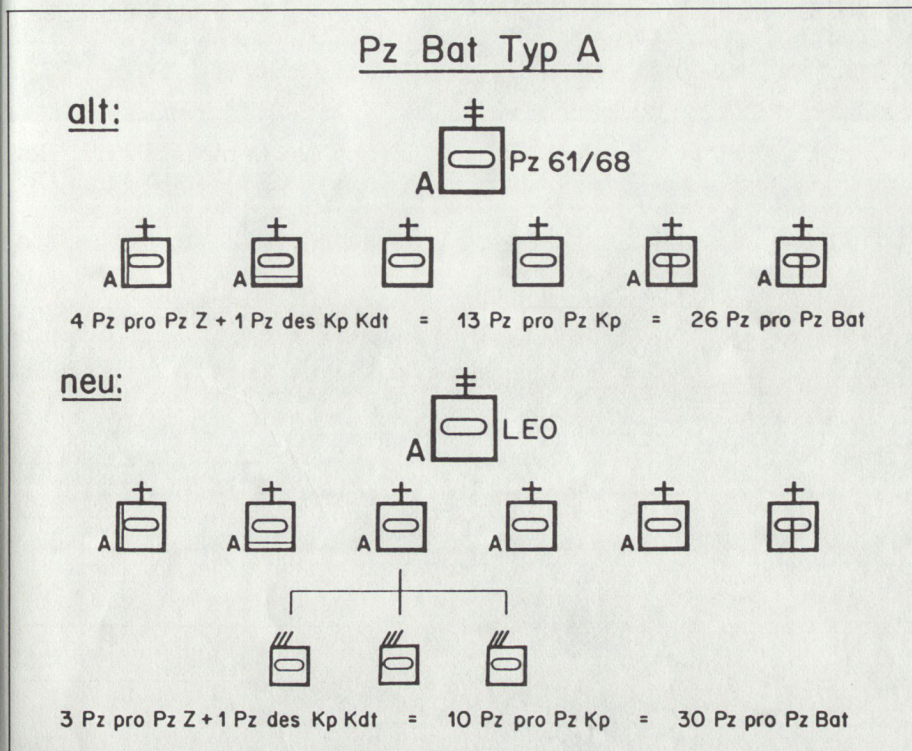 Pz Bat Typ A
alt:
A Pz 61/68
A A A A
4 Pz pro Pz Z + 1 Pz des Kp Kdt = 13 Pz pro Pz Kp = 26 Pz pro Pz Bat
neu:
A LEO
A A A A A
3 Pz pro Pz Z + 1 Pz des Kp Kdt = 10 Pz pro Pz Kp = 30 Pz pro Pz Bat